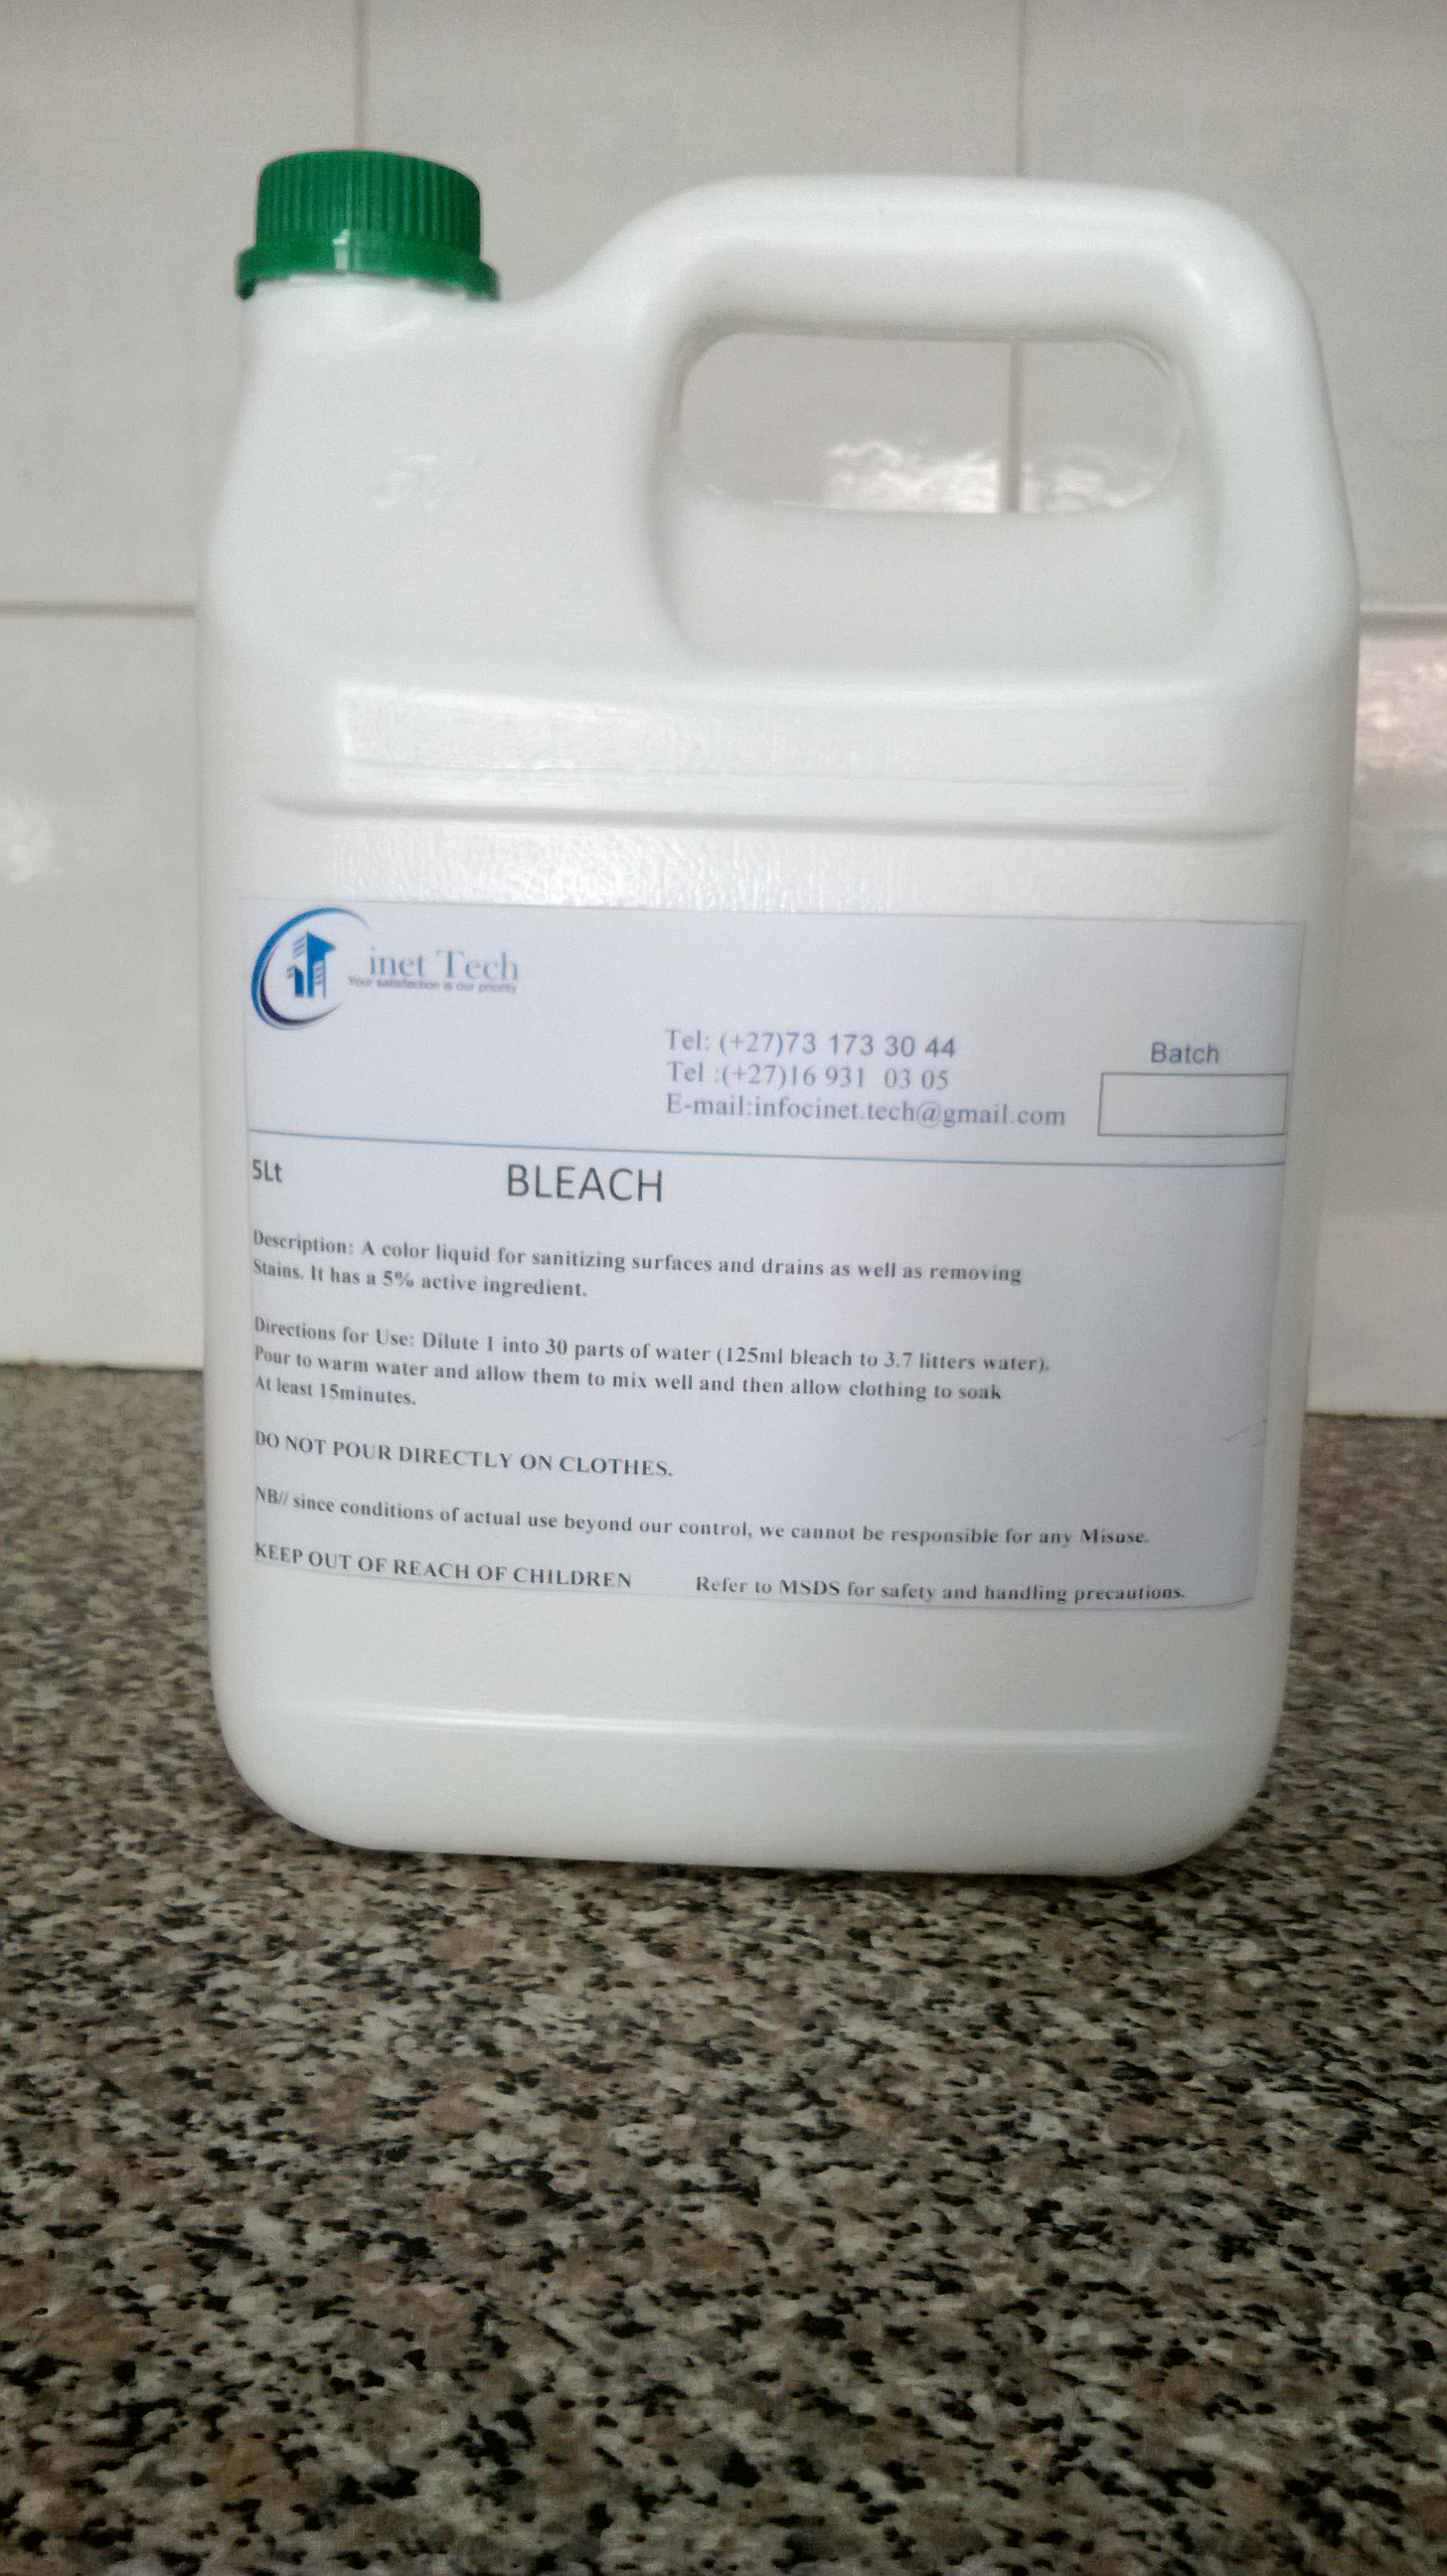 inet Tech
Your satisfaction is our priority
Tel: (+27)73 173 30 44
Tel :(+27)16 931 03 05
E-mail:infocinet.tech@gmail.com
Batch
5Lt BLEACH
Description: A color liquid for sanitizing surfaces and drains as well as removing
Stains. It has a 5% active ingredient.
Directions for Use: Dilute 1 into 30 parts of water (125ml bleach to 3.7 litters water).
Pour to warm water and allow them to mix well and then allow clothing to soak
At least 15minutes.
DO NOT POUR DIRECTLY ON CLOTHES.
NB// since conditions of actual use beyond our control, we cannot be responsible for any Misuse.
KEEP OUT OF REACH OF CHILDREN Refer to MSDS for safety and handling precautions.